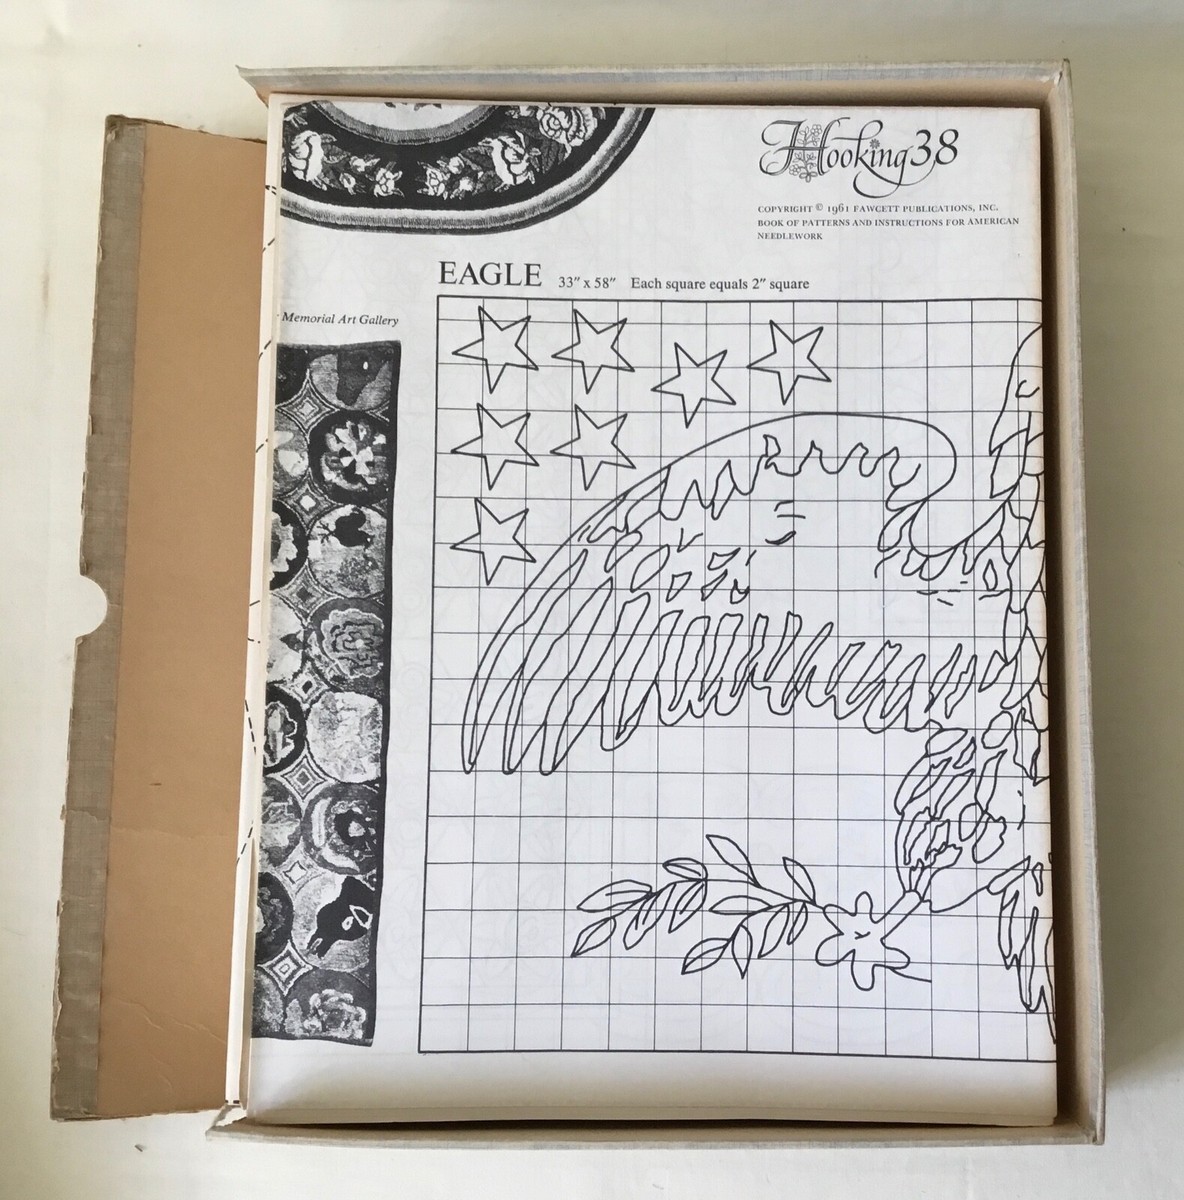 Hooking 38
COPYRIGHT © 1961 FAWCETT PUBLICATIONS, INC.
BOOK OF PATTERNS AND INSTRUCTIONS FOR AMERICAN
NEEDLEWORK
EAGLE 33" x 58" Each square equals 2" square
Memorial Art Gallery